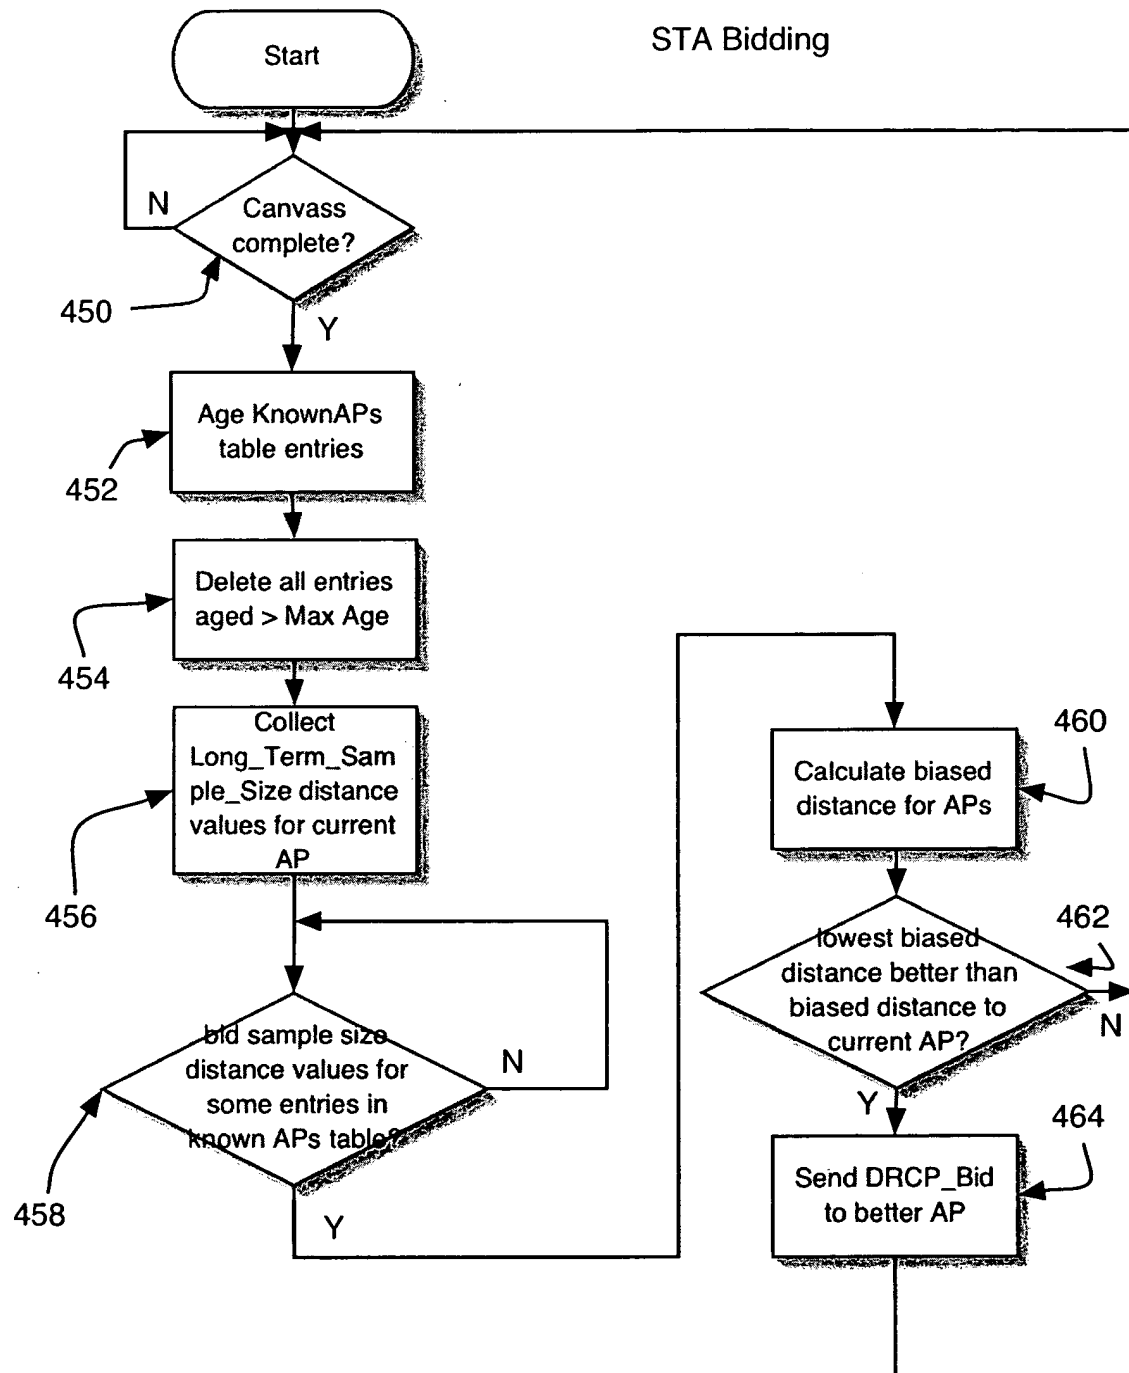 STA Bidding
Start
N
Canvass
complete?
450
Y
Age KnownAPs
table entries
452
Delete all entries
aged > Max Age
454
Collect
Long_Term_Sam
ple_Size distance
values for current
AP
456
bid sample size
distance values for
some entries in
known APs table?
N
458
Y
460
Calculate biased
distance for APs
462
lowest biased
distance better than
biased distance to
current AP?
N
Y
464
Send DRCP_Bid
to better AP